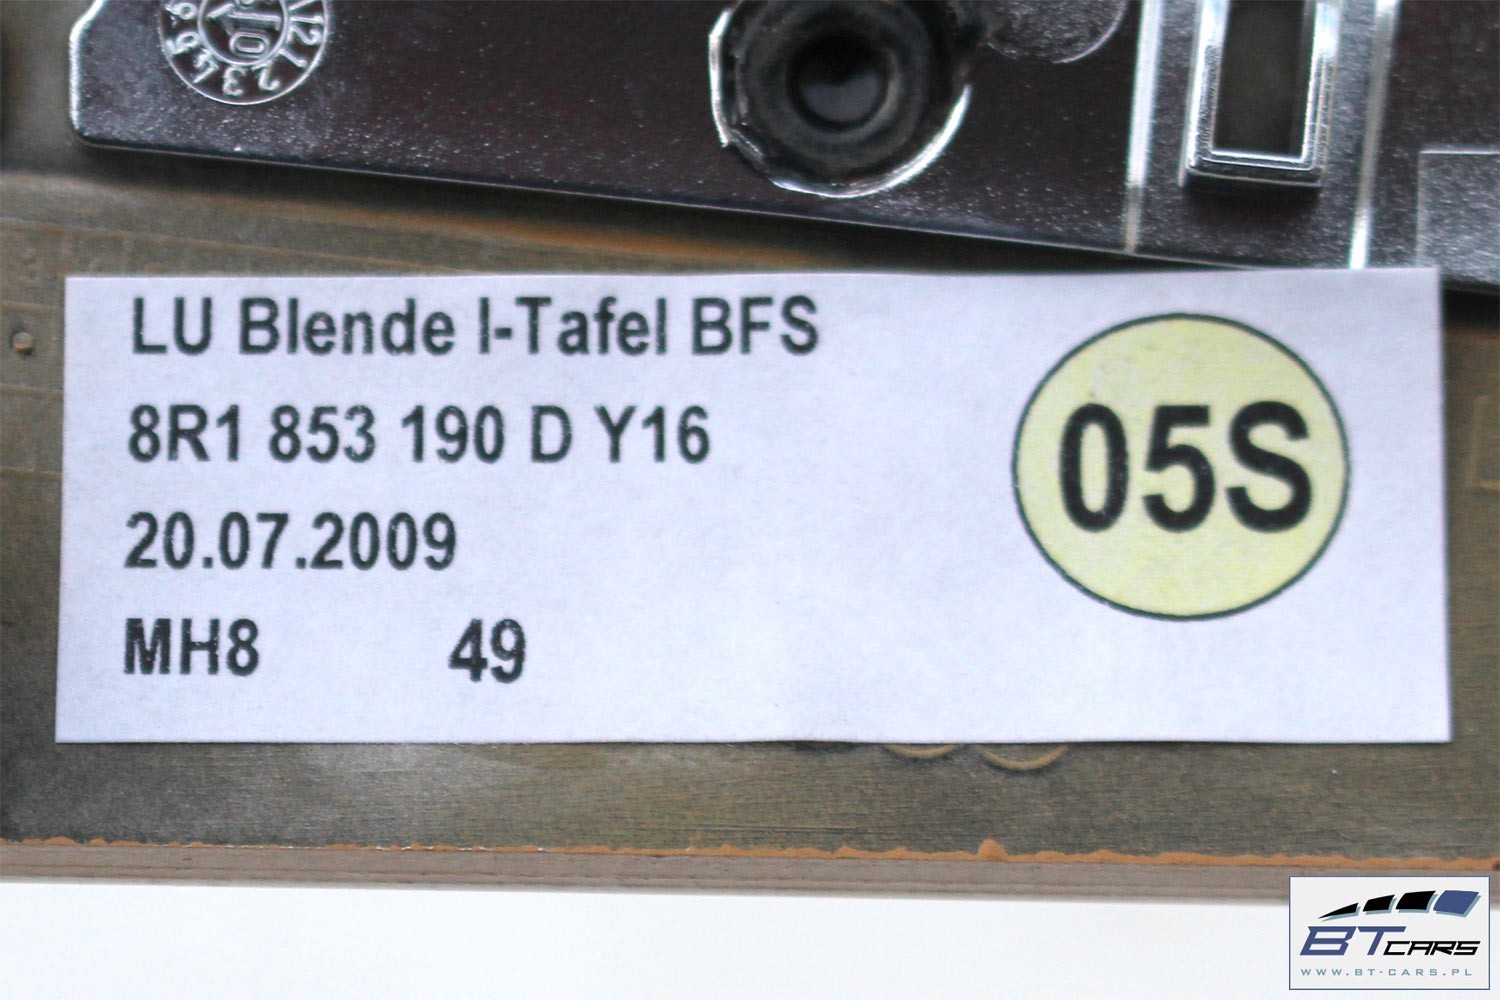 LU Blende I-Tafel BFS
8R1 853 190 D Y16
20.07.2009
MH8 49
05S
BT CARS
WWW.BT-CARS.PL